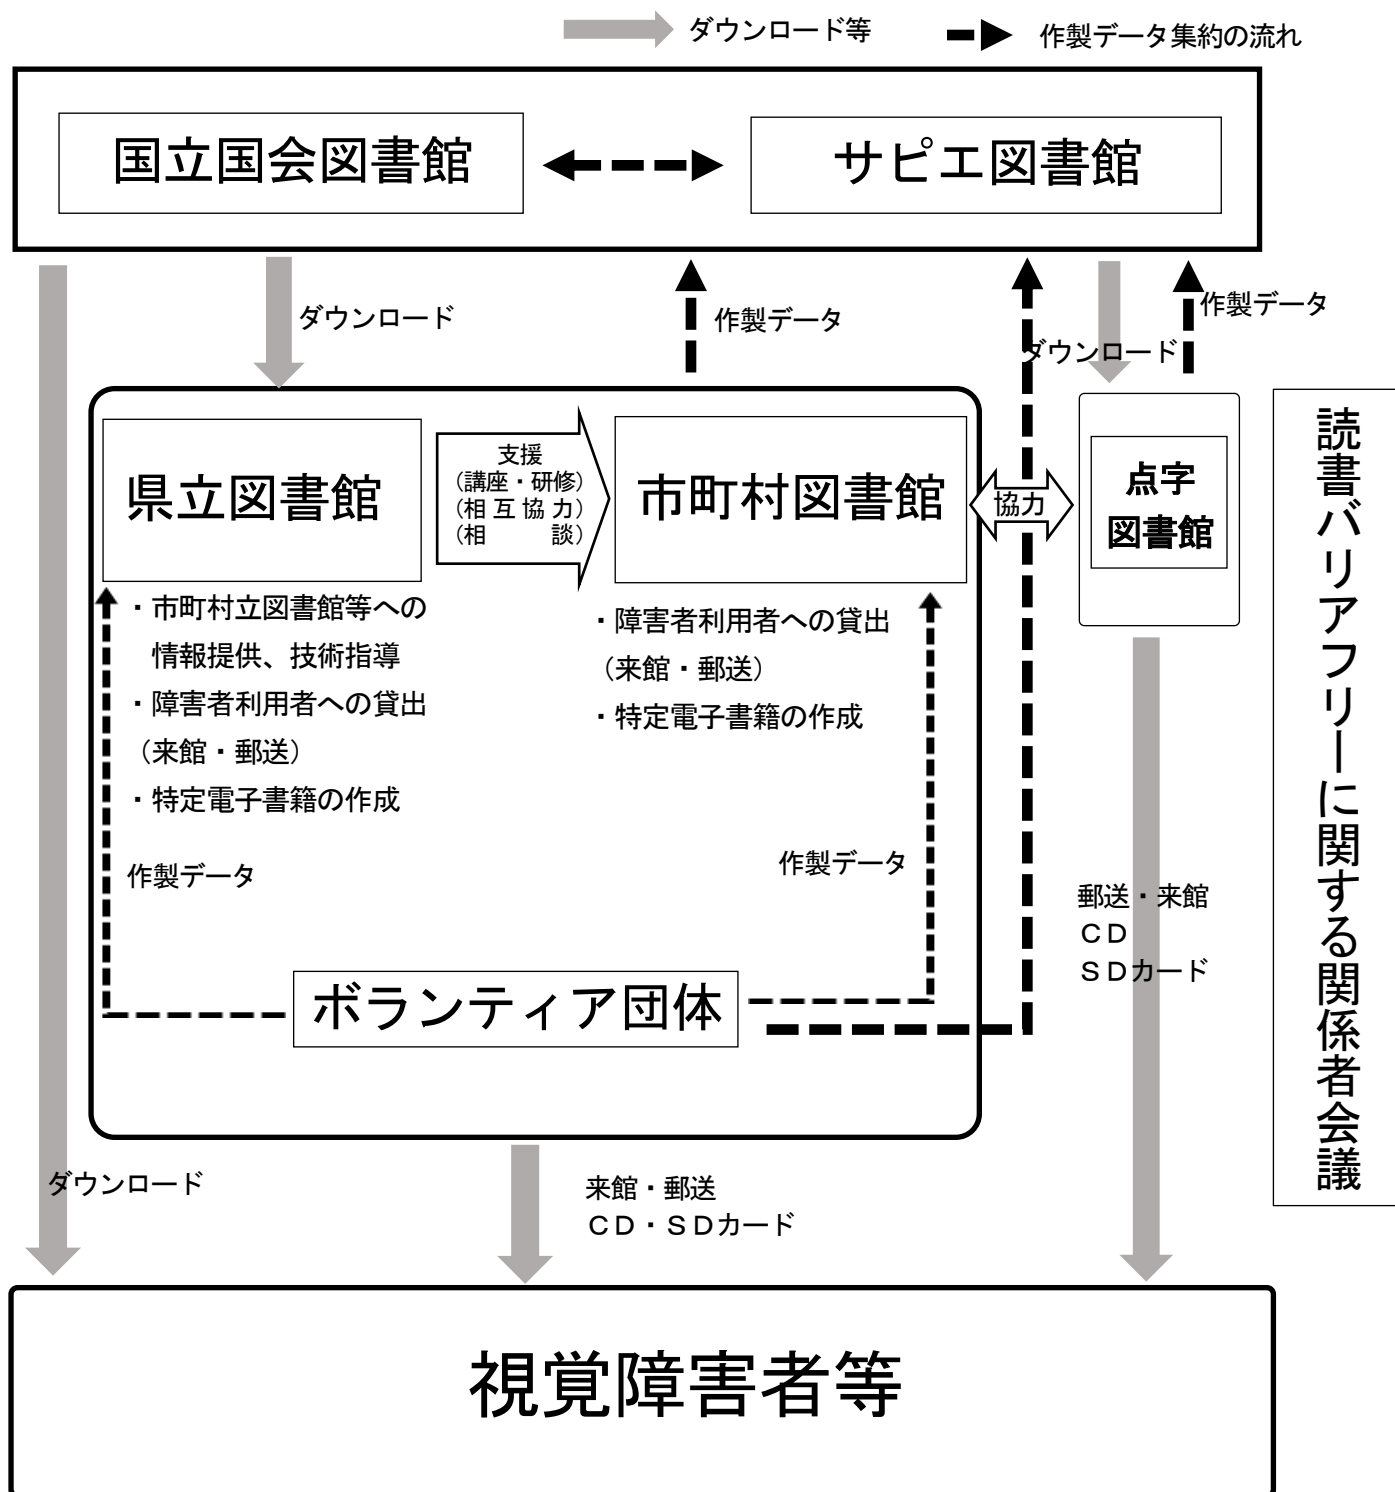 ダウンロード等
作製データ集約の流れ
国立国会図書館
サピエ図書館
ダウンロード
作製データ
ダウンロード
作製データ
県立図書館
支援
（講座・研修）
（相互協力）
（相　　談）
市町村図書館
協力
点字
図書館
・市町村立図書館等への
情報提供、技術指導
・障害者利用者への貸出
（来館・郵送）
・特定電子書籍の作成
・障害者利用者への貸出
（来館・郵送）
・特定電子書籍の作成
作製データ
作製データ
ボランティア団体
郵送・来館
ＣＤ
ＳＤカード
読書バリアフリーに関する関係者会議
ダウンロード
来館・郵送
ＣＤ・ＳＤカード
視覚障害者等